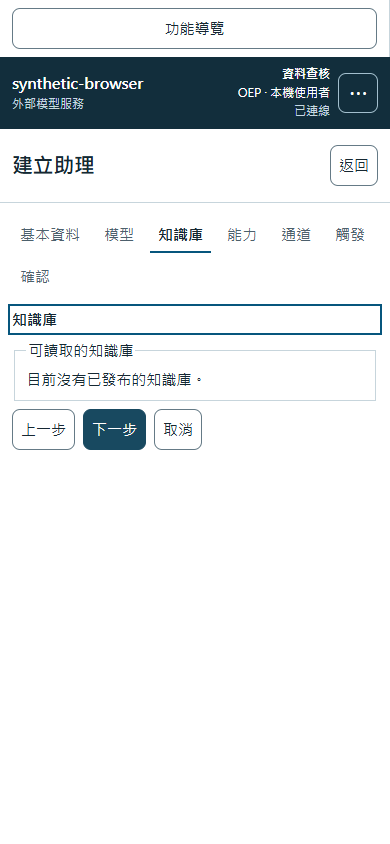 功能導覽
synthetic-browser
外部模型服務
資料查核
OEP · 本機使用者
已連線
...
建立助理
返回
基本資料 模型 知識庫 能力 通道 觸發
確認
知識庫
可讀取的知識庫
目前沒有已發布的知識庫。
上一步 下一步 取消